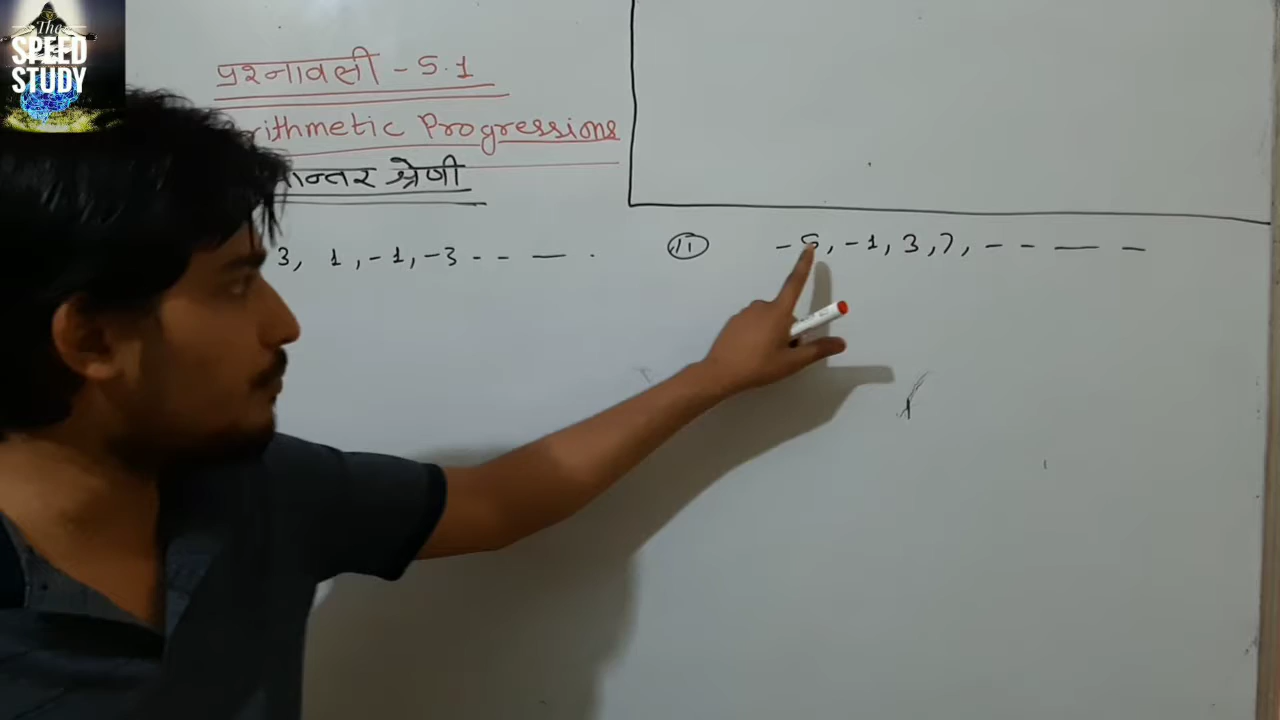 The
SPEED
STUDY
प्रश्नावली - 5.1
rithmetic Progressions
ान्तर श्रेणी
3, 1, -1, -3 - - — .
(ii) -5, -1, 3, 7, - - — -